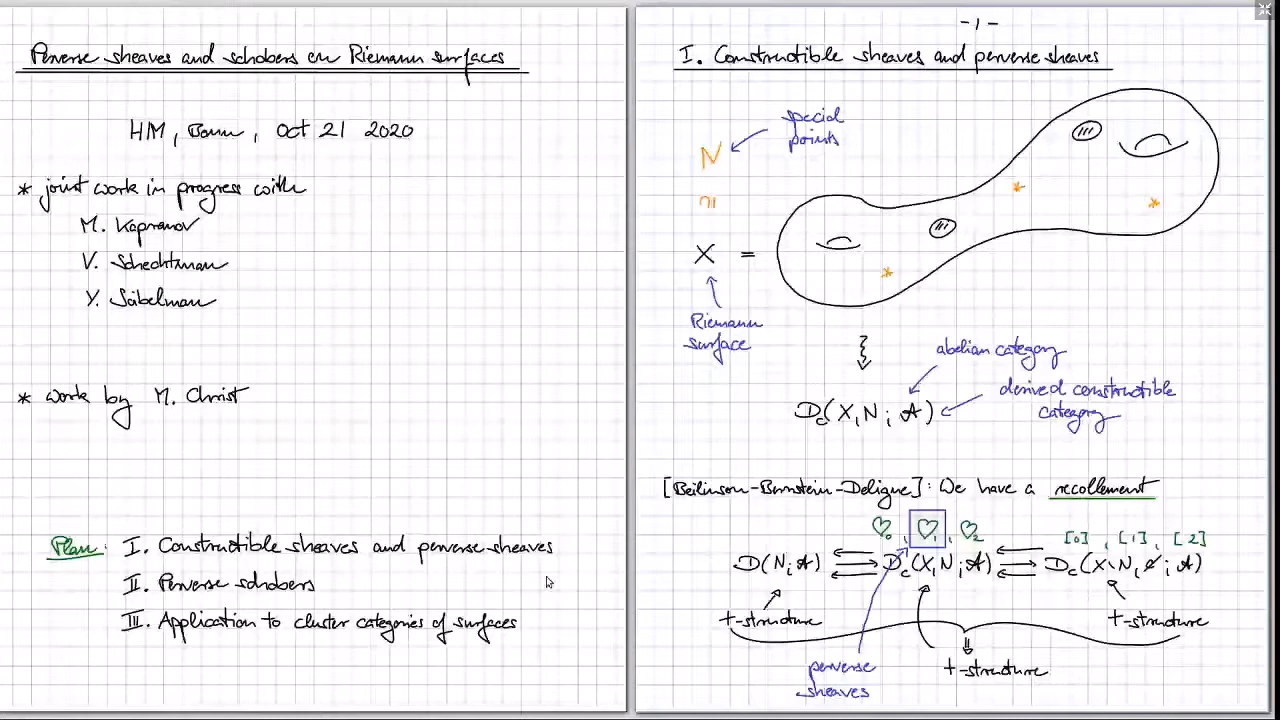 Perverse sheaves and schobers on Riemann surfaces
HM, Bonn, Oct 21 2020
* joint work in progress with
M. Kapranov
V. Schechtman
Y. Soibelman
* work by M. Christ
Plan: I. Constructible sheaves and perverse sheaves
II. Perverse schobers
III. Application to cluster categories of surfaces
-1-
I. Constructible sheaves and perverse sheaves
special
points
N
∩
X =
Riemann
surface
abelian category
D_c(X, N; A)
derived constructible
category
[Beilinson-Bernstein-Deligne]: We have a recollement
♡_0, ♡_1, ♡_2 [0], [1], [2]
D(N; A) D_c(X, N; A) D_c(X\N, ∅; A)
t-structure t-structure
perverse
sheaves
t-structure